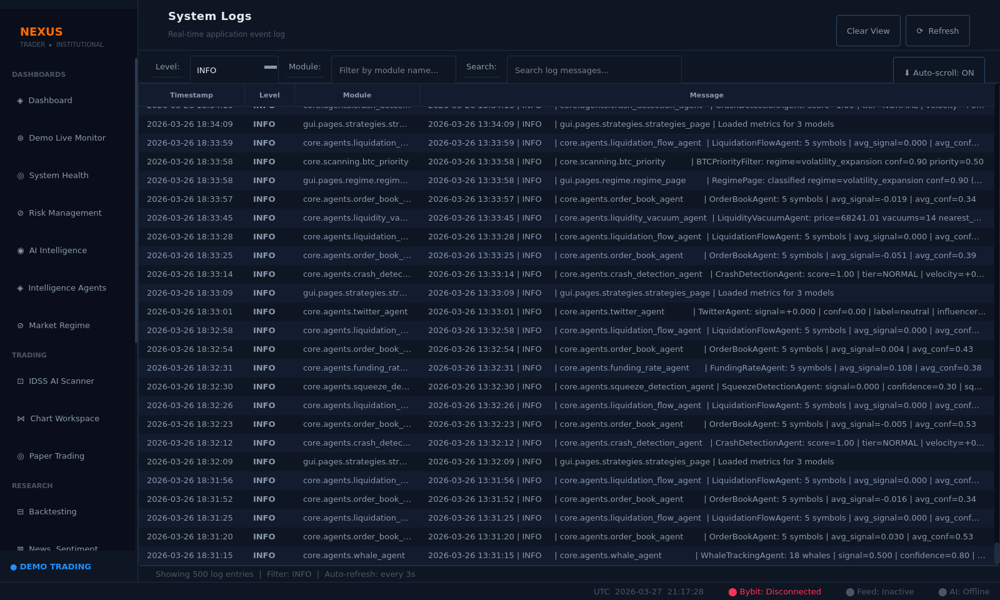 NEXUS
TRADER ▸ INSTITUTIONAL
DASHBOARDS
◈ Dashboard
⊛ Demo Live Monitor
◎ System Health
⊘ Risk Management
◉ AI Intelligence
◈ Intelligence Agents
⊘ Market Regime
TRADING
⊡ IDSS AI Scanner
⋈ Chart Workspace
◎ Paper Trading
RESEARCH
⊟ Backtesting
⊠ News Sentiment
● DEMO TRADING
System Logs
Real-time application event log
Clear View
⟳ Refresh
Level:
INFO
Module:
Filter by module name...
Search:
Search log messages...
⬇ Auto-scroll: ON
Timestamp Level Module Message
2026-03-26 18:34:09 INFO gui.pages.strategies.str... 2026-03-26 13:34:09 | INFO | gui.pages.strategies.strategies_page | Loaded metrics for 3 models
2026-03-26 18:33:59 INFO core.agents.liquidation_... 2026-03-26 13:33:59 | INFO | core.agents.liquidation_flow_agent | LiquidationFlowAgent: 5 symbols | avg_signal=0.000 | avg_conf...
2026-03-26 18:33:58 INFO core.scanning.btc_priority 2026-03-26 13:33:58 | INFO | core.scanning.btc_priority | BTCPriorityFilter: regime=volatility_expansion conf=0.90 priority=0.50
2026-03-26 18:33:58 INFO gui.pages.regime.regim... 2026-03-26 13:33:58 | INFO | gui.pages.regime.regime_page | RegimePage: classified regime=volatility_expansion conf=0.90 (...
2026-03-26 18:33:57 INFO core.agents.order_book_... 2026-03-26 13:33:57 | INFO | core.agents.order_book_agent | OrderBookAgent: 5 symbols | avg_signal=-0.019 | avg_conf=0.34
2026-03-26 18:33:45 INFO core.agents.liquidity_va... 2026-03-26 13:33:45 | INFO | core.agents.liquidity_vacuum_agent | LiquidityVacuumAgent: price=68241.01 vacuums=14 nearest_...
2026-03-26 18:33:28 INFO core.agents.liquidation_... 2026-03-26 13:33:28 | INFO | core.agents.liquidation_flow_agent | LiquidationFlowAgent: 5 symbols | avg_signal=0.000 | avg_conf...
2026-03-26 18:33:25 INFO core.agents.order_book_... 2026-03-26 13:33:25 | INFO | core.agents.order_book_agent | OrderBookAgent: 5 symbols | avg_signal=-0.051 | avg_conf=0.39
2026-03-26 18:33:14 INFO core.agents.crash_detec... 2026-03-26 13:33:14 | INFO | core.agents.crash_detection_agent | CrashDetectionAgent: score=1.00 | tier=NORMAL | velocity=+0...
2026-03-26 18:33:09 INFO gui.pages.strategies.str... 2026-03-26 13:33:09 | INFO | gui.pages.strategies.strategies_page | Loaded metrics for 3 models
2026-03-26 18:33:01 INFO core.agents.twitter_agent 2026-03-26 13:33:01 | INFO | core.agents.twitter_agent | TwitterAgent: signal=+0.000 | conf=0.00 | label=neutral | influencer...
2026-03-26 18:32:58 INFO core.agents.liquidation_... 2026-03-26 13:32:58 | INFO | core.agents.liquidation_flow_agent | LiquidationFlowAgent: 5 symbols | avg_signal=0.000 | avg_conf...
2026-03-26 18:32:54 INFO core.agents.order_book_... 2026-03-26 13:32:54 | INFO | core.agents.order_book_agent | OrderBookAgent: 5 symbols | avg_signal=0.004 | avg_conf=0.43
2026-03-26 18:32:31 INFO core.agents.funding_rat... 2026-03-26 13:32:31 | INFO | core.agents.funding_rate_agent | FundingRateAgent: 5 symbols | avg_signal=0.108 | avg_conf=0.38
2026-03-26 18:32:30 INFO core.agents.squeeze_de... 2026-03-26 13:32:30 | INFO | core.agents.squeeze_detection_agent | SqueezeDetectionAgent: signal=0.000 | confidence=0.30 | sq...
2026-03-26 18:32:26 INFO core.agents.liquidation_... 2026-03-26 13:32:26 | INFO | core.agents.liquidation_flow_agent | LiquidationFlowAgent: 5 symbols | avg_signal=0.000 | avg_conf...
2026-03-26 18:32:23 INFO core.agents.order_book_... 2026-03-26 13:32:23 | INFO | core.agents.order_book_agent | OrderBookAgent: 5 symbols | avg_signal=-0.005 | avg_conf=0.53
2026-03-26 18:32:12 INFO core.agents.crash_detec... 2026-03-26 13:32:12 | INFO | core.agents.crash_detection_agent | CrashDetectionAgent: score=1.00 | tier=NORMAL | velocity=+0...
2026-03-26 18:32:09 INFO gui.pages.strategies.str... 2026-03-26 13:32:09 | INFO | gui.pages.strategies.strategies_page | Loaded metrics for 3 models
2026-03-26 18:31:56 INFO core.agents.liquidation_... 2026-03-26 13:31:56 | INFO | core.agents.liquidation_flow_agent | LiquidationFlowAgent: 5 symbols | avg_signal=0.000 | avg_conf...
2026-03-26 18:31:52 INFO core.agents.order_book_... 2026-03-26 13:31:52 | INFO | core.agents.order_book_agent | OrderBookAgent: 5 symbols | avg_signal=-0.016 | avg_conf=0.34
2026-03-26 18:31:25 INFO core.agents.liquidation_... 2026-03-26 13:31:25 | INFO | core.agents.liquidation_flow_agent | LiquidationFlowAgent: 5 symbols | avg_signal=0.000 | avg_conf...
2026-03-26 18:31:20 INFO core.agents.order_book_... 2026-03-26 13:31:20 | INFO | core.agents.order_book_agent | OrderBookAgent: 5 symbols | avg_signal=0.030 | avg_conf=0.53
2026-03-26 18:31:15 INFO core.agents.whale_agent 2026-03-26 13:31:15 | INFO | core.agents.whale_agent | WhaleTrackingAgent: 18 whales | signal=0.500 | confidence=0.80 | ...
Showing 500 log entries | Filter: INFO | Auto-refresh: every 3s
UTC 2026-03-27 21:17:28 ● Bybit: Disconnected ● Feed: Inactive ● AI: Offline